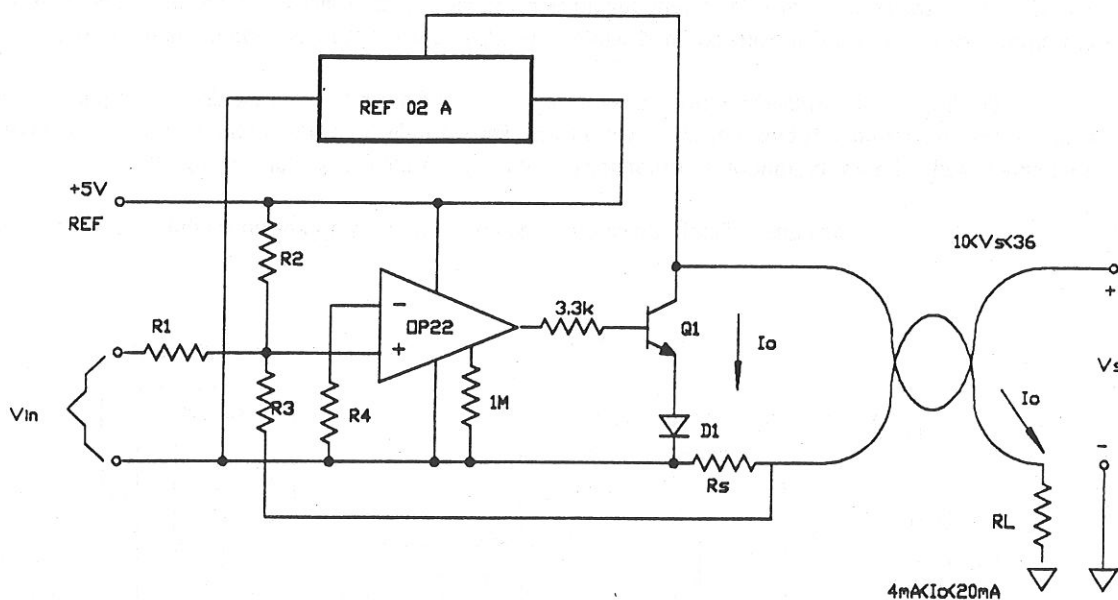 REF 02 A
+5V
REF
10<Vs<36
R2
3.3k
-
OP22
Q1
+
R1
+
Io
Vs
Vin
R3
R4
1M
Io
D1
-
Rs
RL
4mA<Io<20mA